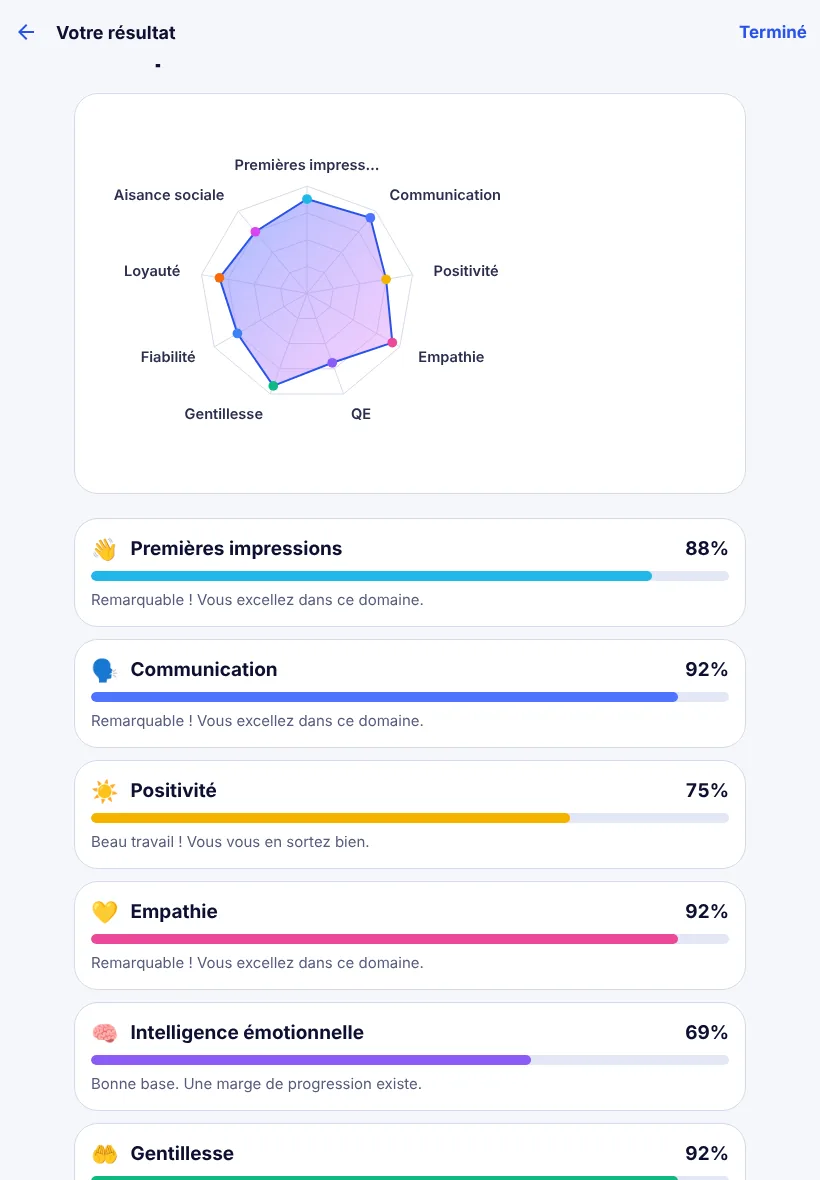 Votre résultat
Terminé
Premières impress...
Aisance sociale
Communication
Loyauté
Positivité
Fiabilité
Empathie
Gentillesse
QE
Premières impressions
88%
Remarquable ! Vous excellez dans ce domaine.
Communication
92%
Remarquable ! Vous excellez dans ce domaine.
Positivité
75%
Beau travail ! Vous vous en sortez bien.
Empathie
92%
Remarquable ! Vous excellez dans ce domaine.
Intelligence émotionnelle
69%
Bonne base. Une marge de progression existe.
Gentillesse
92%